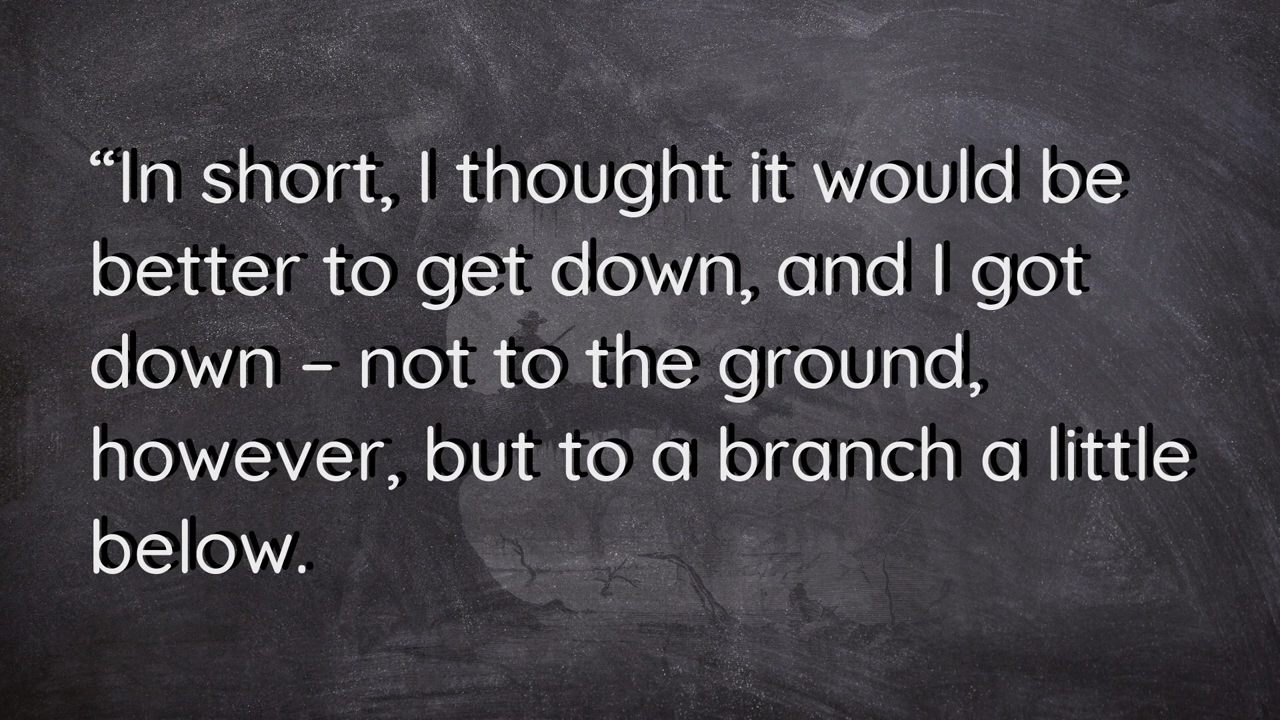 “In short, I thought it would be
better to get down, and I got
down – not to the ground,
however, but to a branch a little
below.